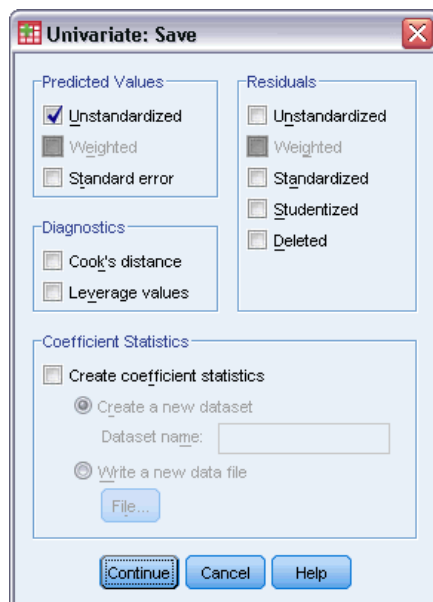 Univariate: Save
Predicted Values
Unstandardized
Weighted
Standard error
Diagnostics
Cook's distance
Leverage values
Residuals
Unstandardized
Weighted
Standardized
Studentized
Deleted
Coefficient Statistics
Create coefficient statistics
Create a new dataset
Dataset name:
Write a new data file
File...
Continue Cancel Help